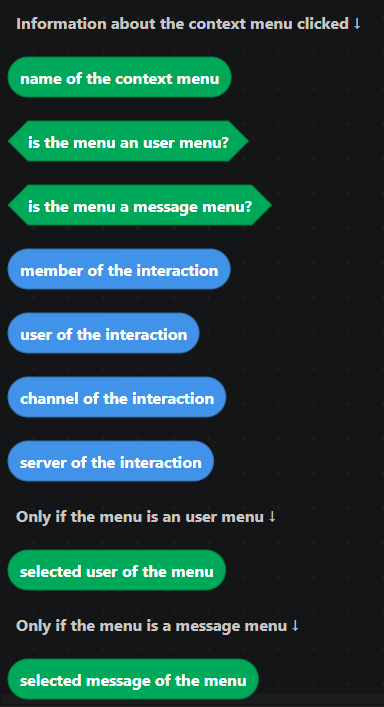 Information about the context menu clicked ↓
name of the context menu
is the menu an user menu?
is the menu a message menu?
member of the interaction
user of the interaction
channel of the interaction
server of the interaction
Only if the menu is an user menu ↓
selected user of the menu
Only if the menu is a message menu ↓
selected message of the menu